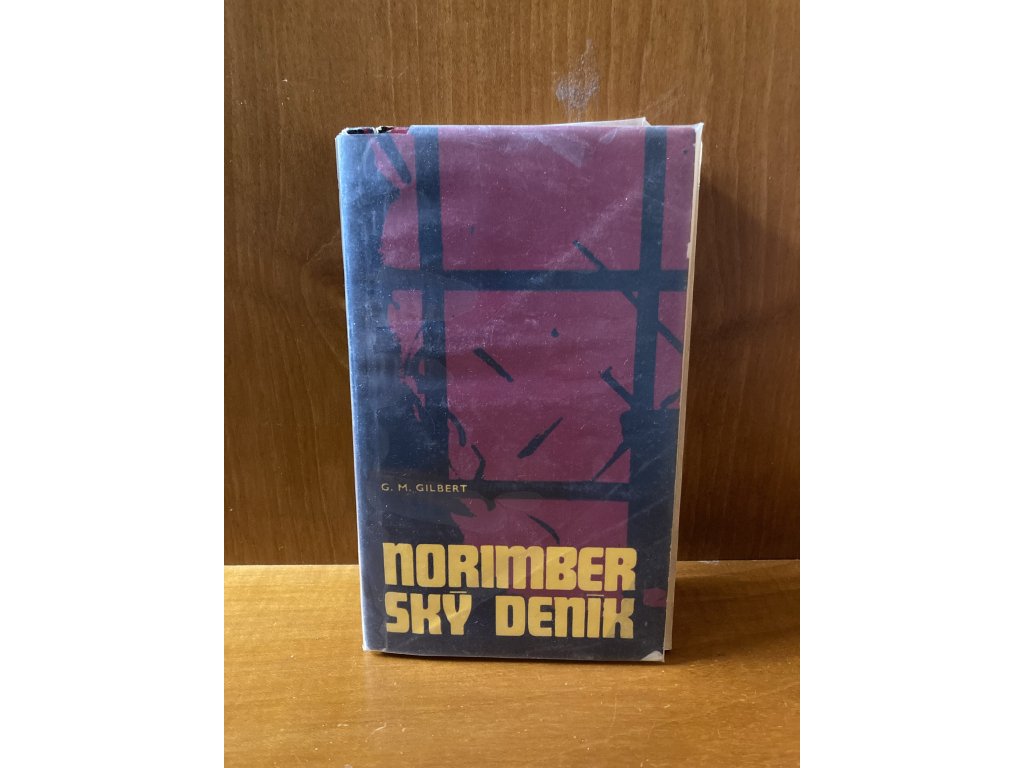 G. M. GILBERT
NORIMBER
SKÝ DENÍK